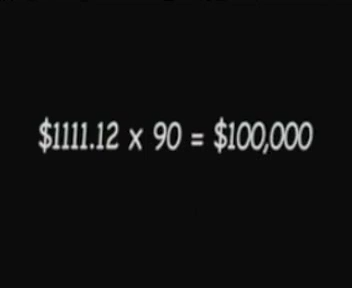 $1111.12 x 90 = $100,000